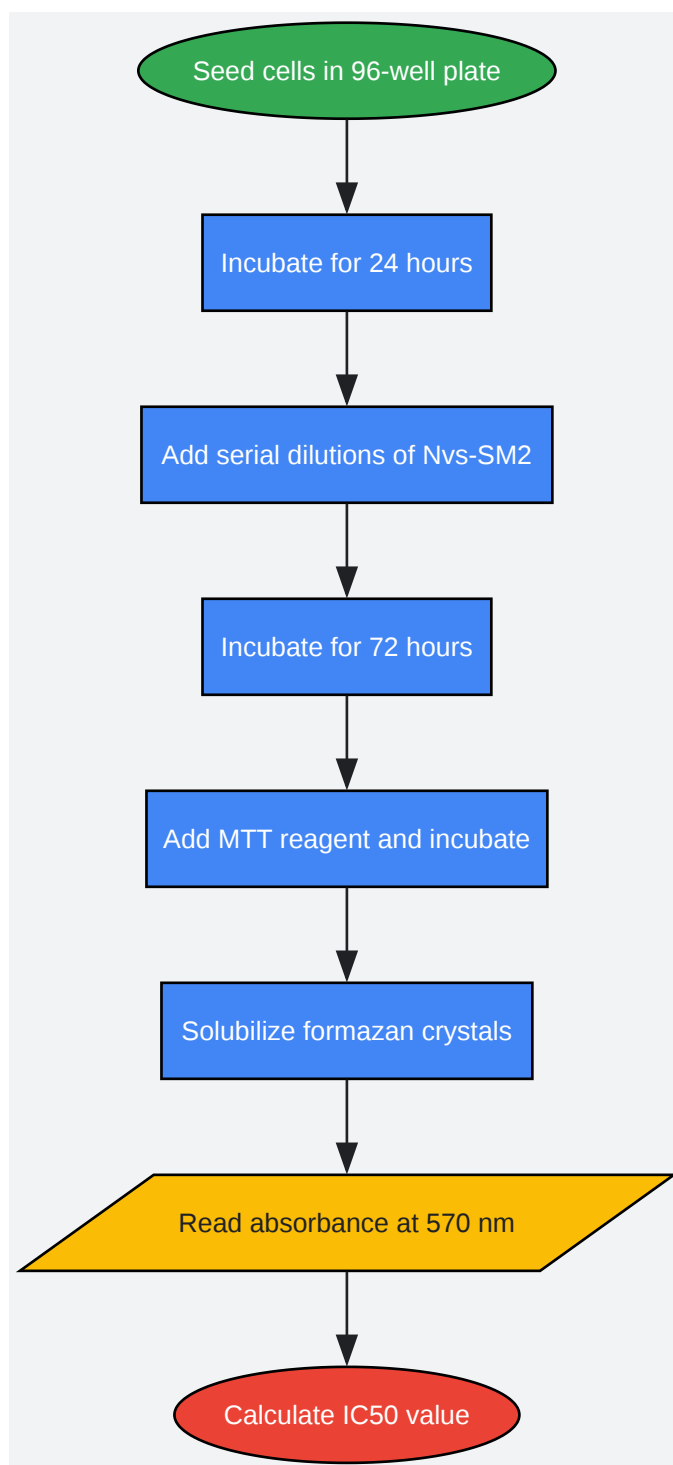 Seed cells in 96-well plate
Incubate for 24 hours
Add serial dilutions of Nvs-SM2
Incubate for 72 hours
Add MTT reagent and incubate
Solubilize formazan crystals
Read absorbance at 570 nm
Calculate IC50 value